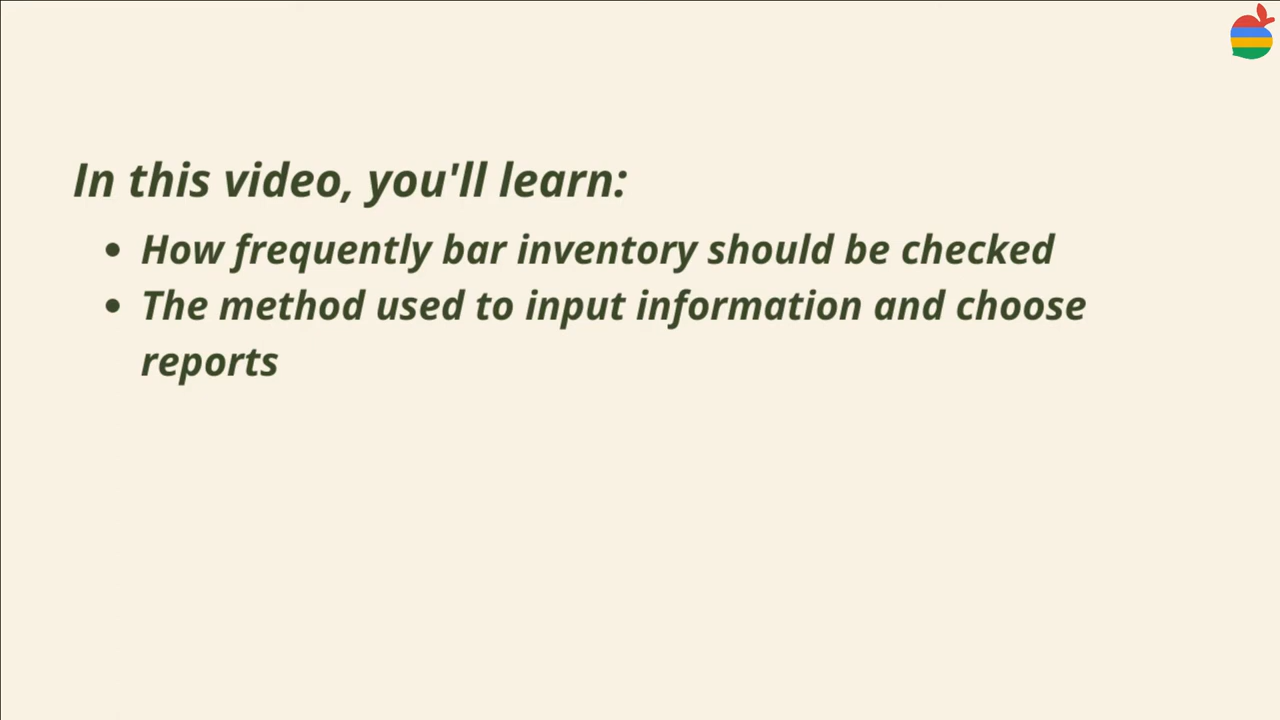 In this video, you'll learn:
• How frequently bar inventory should be checked
• The method used to input information and choose
reports